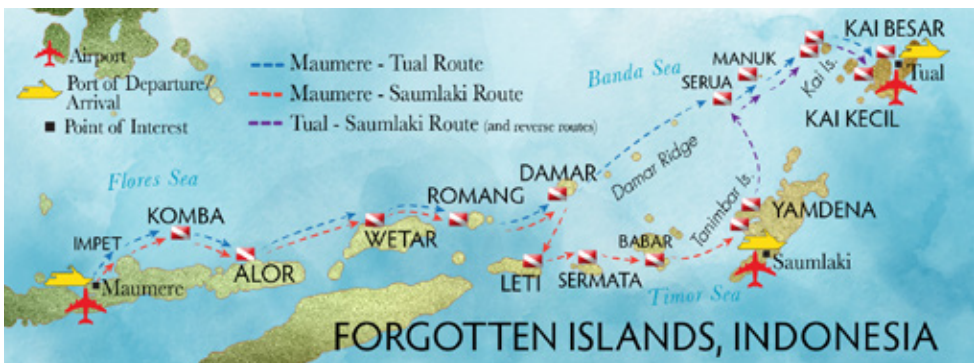 Airport
Port of Departure/
Arrival
Point of Interest
Maumere - Tual Route
Maumere - Saumlaki Route
Tual - Saumlaki Route (and reverse routes)
KAI BESAR
Tual
MANUK
Banda Sea
SERUA
Kai Is.
KAI KECIL
Flores Sea
DAMAR
Damar Ridge
ROMANG
KOMBA
Tanimbar Is.
YAMDENA
IMPET
WETAR
BABAR
ALOR
LETI
SERMATA
Saumlaki
Maumere
Timor Sea
FORGOTTEN ISLANDS, INDONESIA